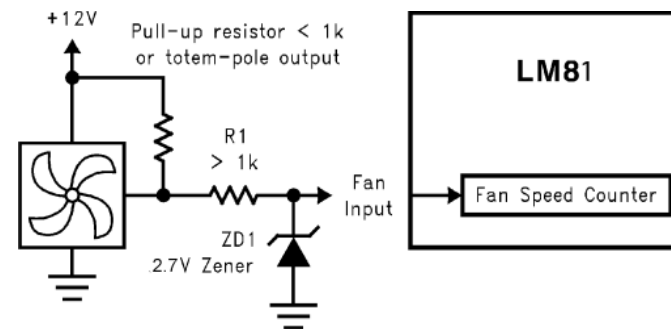 +12V
Pull-up resistor < 1k
or totem-pole output
LM81
R1
> 1k
Fan
Input
Fan Speed Counter
ZD1
.2.7V Zener